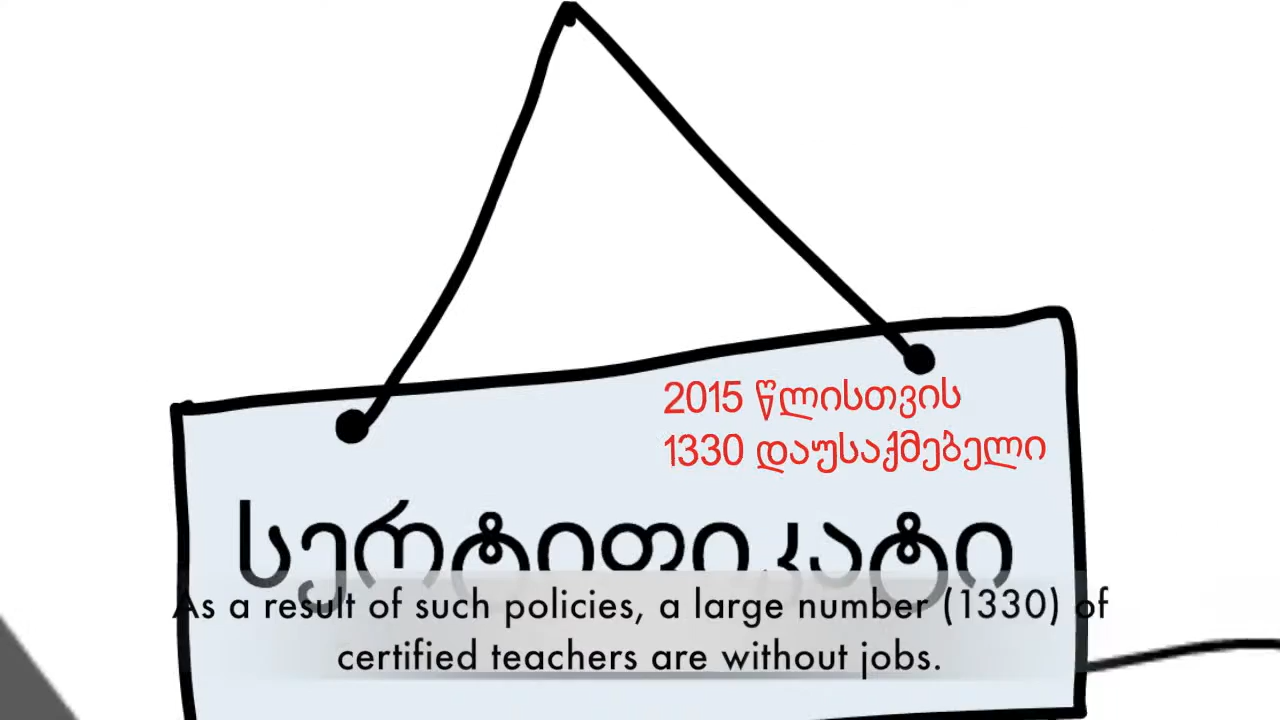 2015 წლისთვის
1330 დაუსაქმებელი
სერტიფიკატი
As a result of such policies, a large number (1330) of
certified teachers are without jobs.